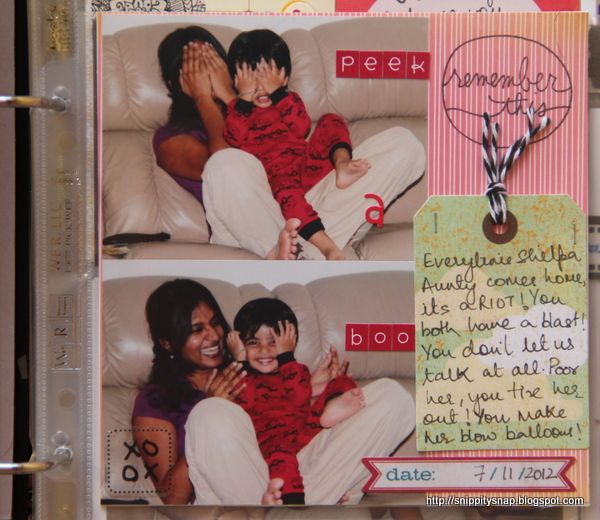 peek
a
boo
remember
this
Everytime Shilpa
Aunty comes home,
its a RIOT! You
both have a blast!
You don't let us
talk at all. Poor
her, you tire her
out! You make
her blow balloons!
XO
OX
date: 7/11/2012
http://snippitysnap.blogspot.com